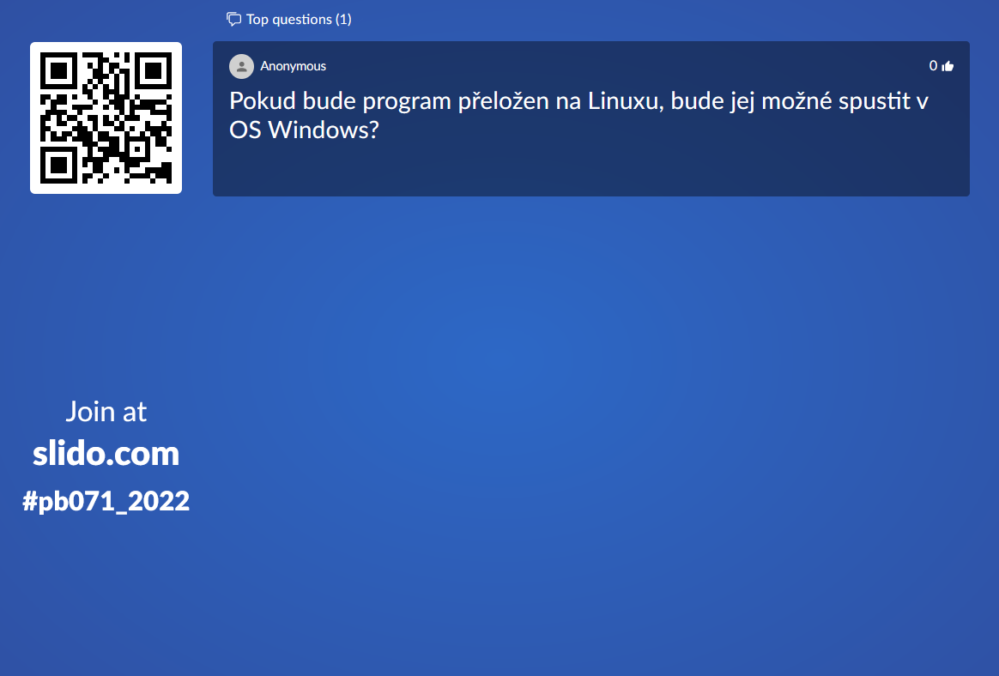 Top questions (1)
Anonymous
0
Pokud bude program přeložen na Linuxu, bude jej možné spustit v
OS Windows?
Join at
slido.com
#pb071_2022